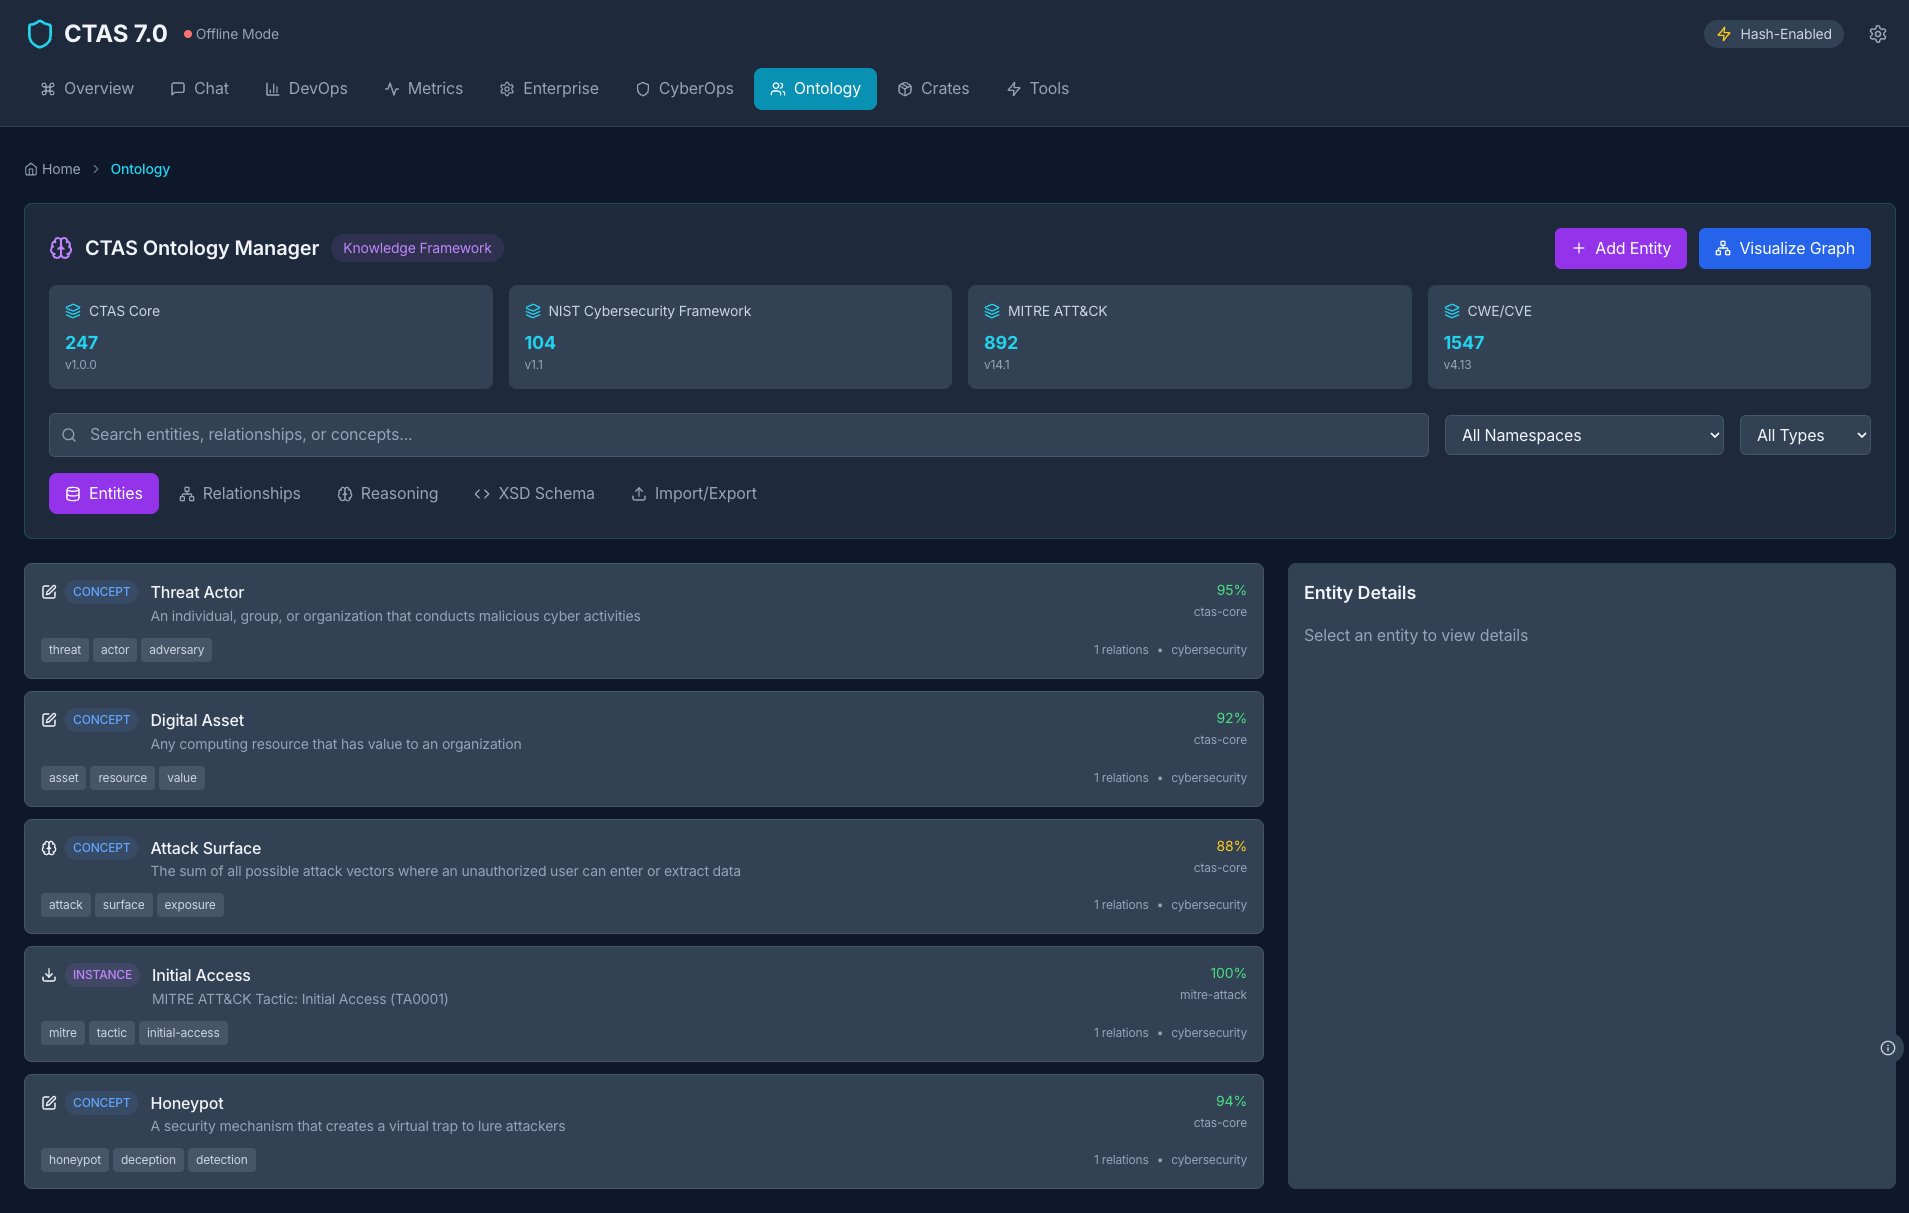 CTAS 7.0
Offline Mode
Hash-Enabled
Overview
Chat
DevOps
Metrics
Enterprise
CyberOps
Ontology
Crates
Tools
Home
Ontology
CTAS Ontology Manager
Knowledge Framework
Add Entity
Visualize Graph
CTAS Core
247
v1.0.0
NIST Cybersecurity Framework
104
v1.1
MITRE ATT&CK
892
v14.1
CWE/CVE
1547
v4.13
Search entities, relationships, or concepts...
All Namespaces
All Types
Entities
Relationships
Reasoning
XSD Schema
Import/Export
CONCEPT
Threat Actor
95%
An individual, group, or organization that conducts malicious cyber activities
ctas-core
threat
actor
adversary
1 relations • cybersecurity
CONCEPT
Digital Asset
92%
Any computing resource that has value to an organization
ctas-core
asset
resource
value
1 relations • cybersecurity
CONCEPT
Attack Surface
88%
The sum of all possible attack vectors where an unauthorized user can enter or extract data
ctas-core
attack
surface
exposure
1 relations • cybersecurity
INSTANCE
Initial Access
100%
MITRE ATT&CK Tactic: Initial Access (TA0001)
mitre-attack
mitre
tactic
initial-access
1 relations • cybersecurity
CONCEPT
Honeypot
94%
A security mechanism that creates a virtual trap to lure attackers
ctas-core
honeypot
deception
detection
1 relations • cybersecurity
Entity Details
Select an entity to view details